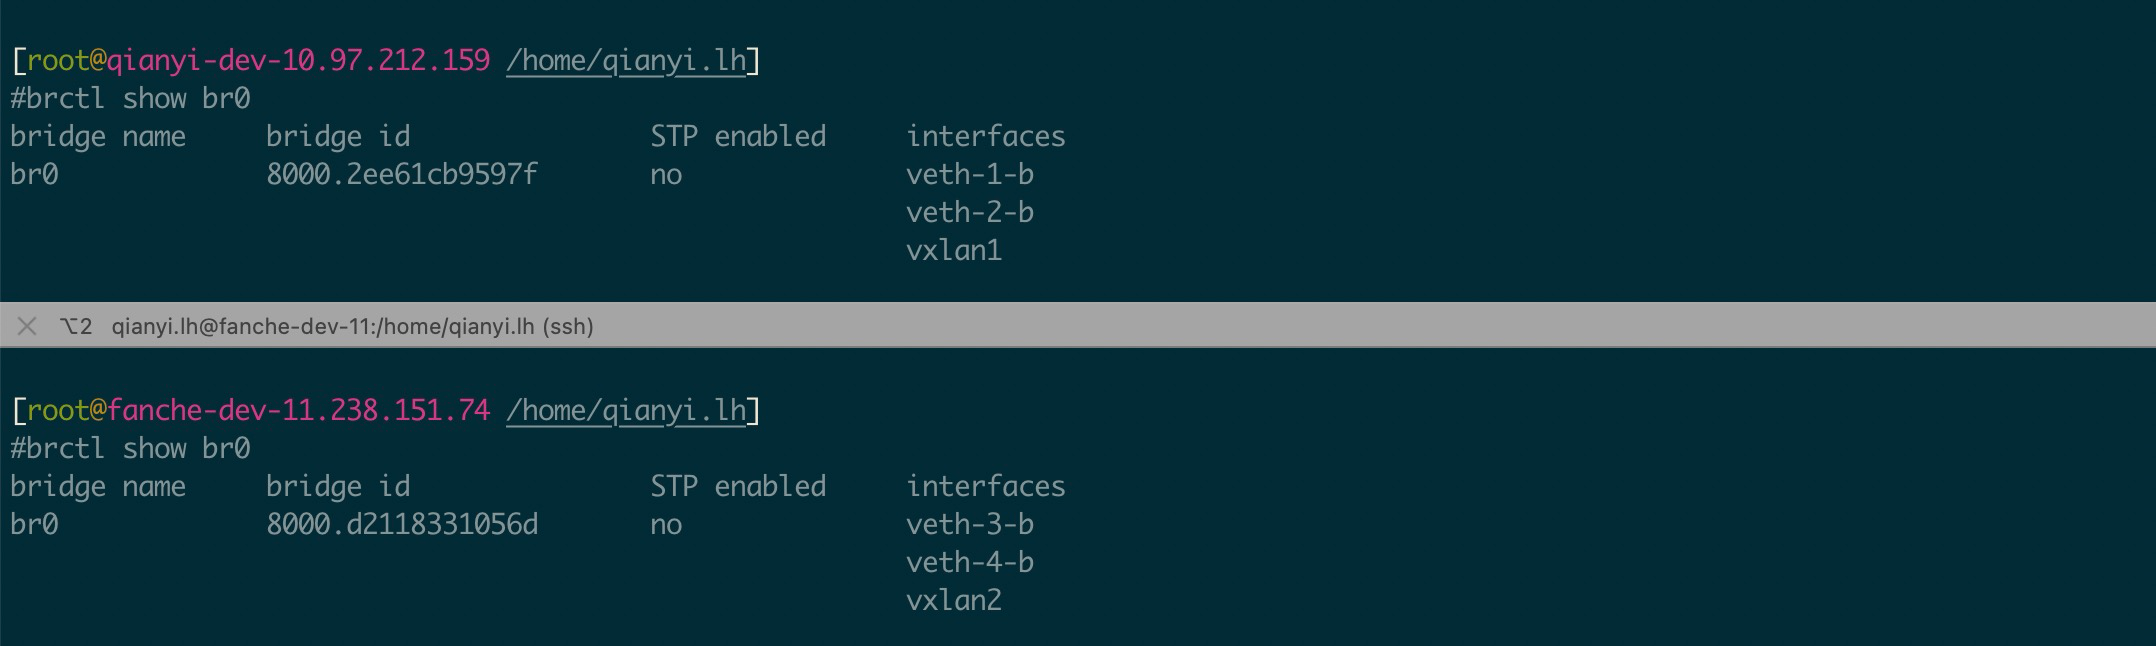 [root@qianyi-dev-10.97.212.159 /home/qianyi.lh]
#brctl show br0
bridge name     bridge id               STP enabled     interfaces
br0             8000.2ee61cb9597f       no              veth-1-b
                                                        veth-2-b
                                                        vxlan1
⌥2 qianyi.lh@fanche-dev-11:/home/qianyi.lh (ssh)
[root@fanche-dev-11.238.151.74 /home/qianyi.lh]
#brctl show br0
bridge name     bridge id               STP enabled     interfaces
br0             8000.d2118331056d       no              veth-3-b
                                                        veth-4-b
                                                        vxlan2